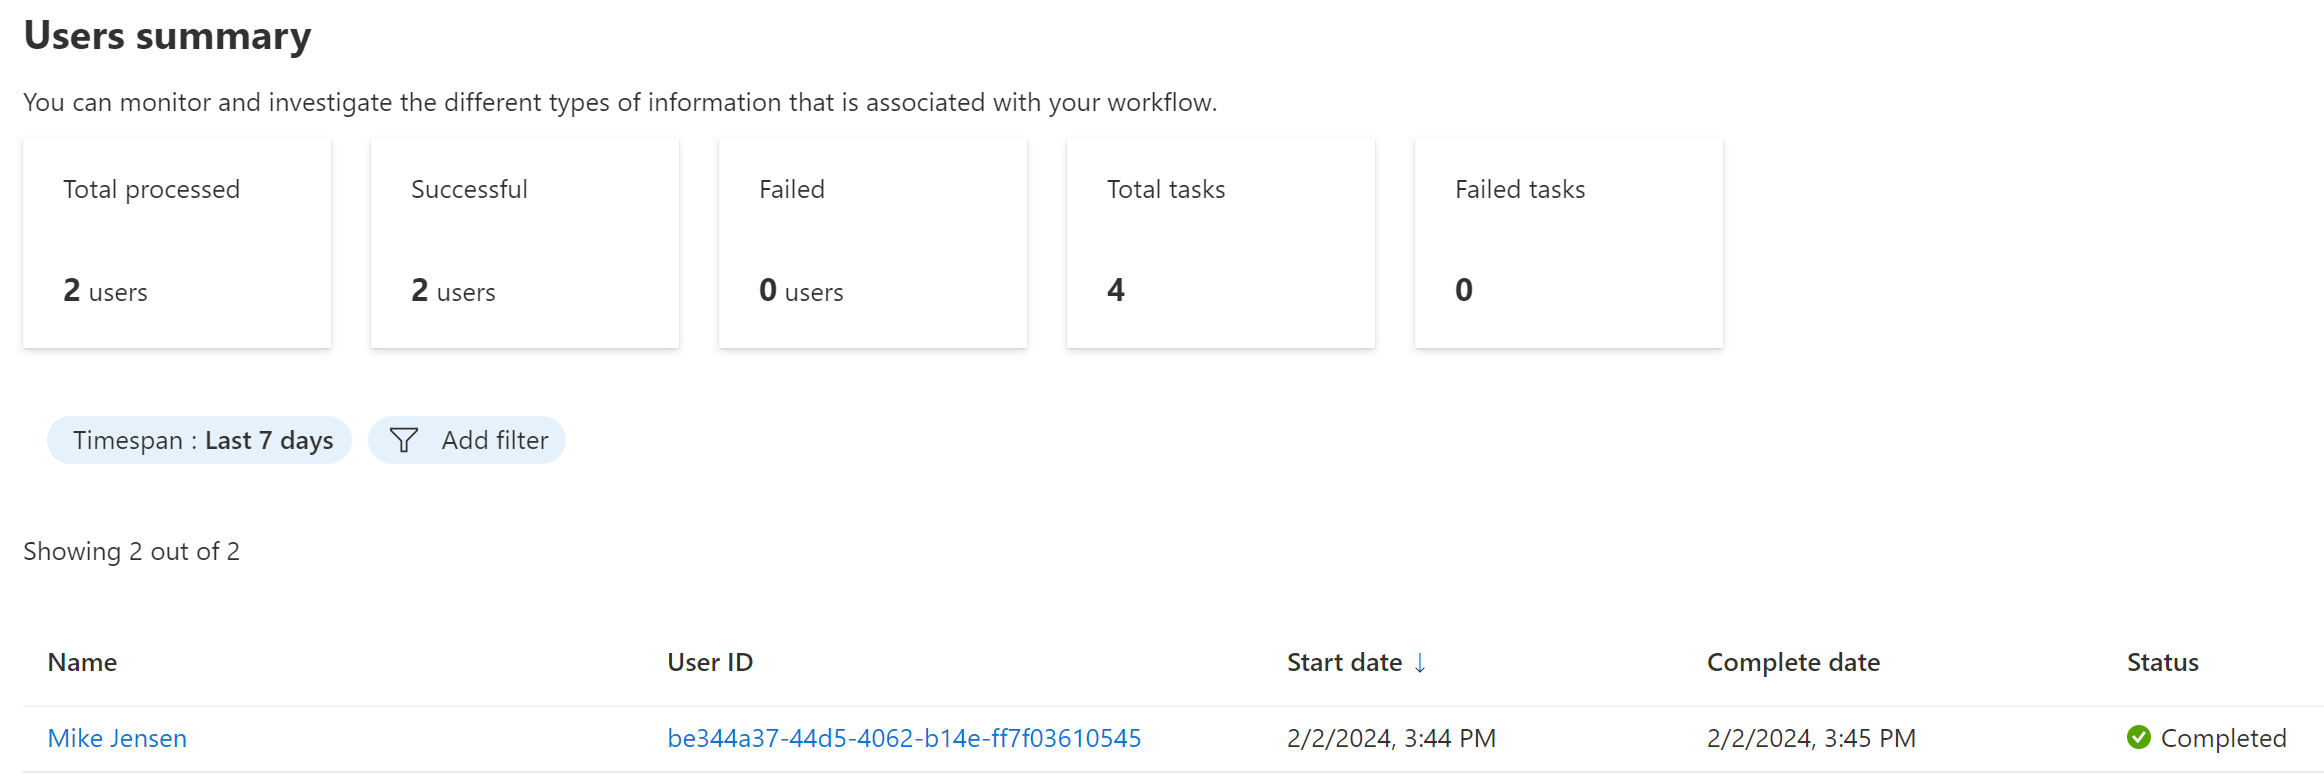 Users summary
You can monitor and investigate the different types of information that is associated with your workflow.
Total processed Successful Failed Total tasks Failed tasks
2 users 2 users 0 users 4 0
Timespan : Last 7 days Add filter
Showing 2 out of 2
Name User ID Start date ↓ Complete date Status
Mike Jensen be344a37-44d5-4062-b14e-ff7f03610545 2/2/2024, 3:44 PM 2/2/2024, 3:45 PM Completed